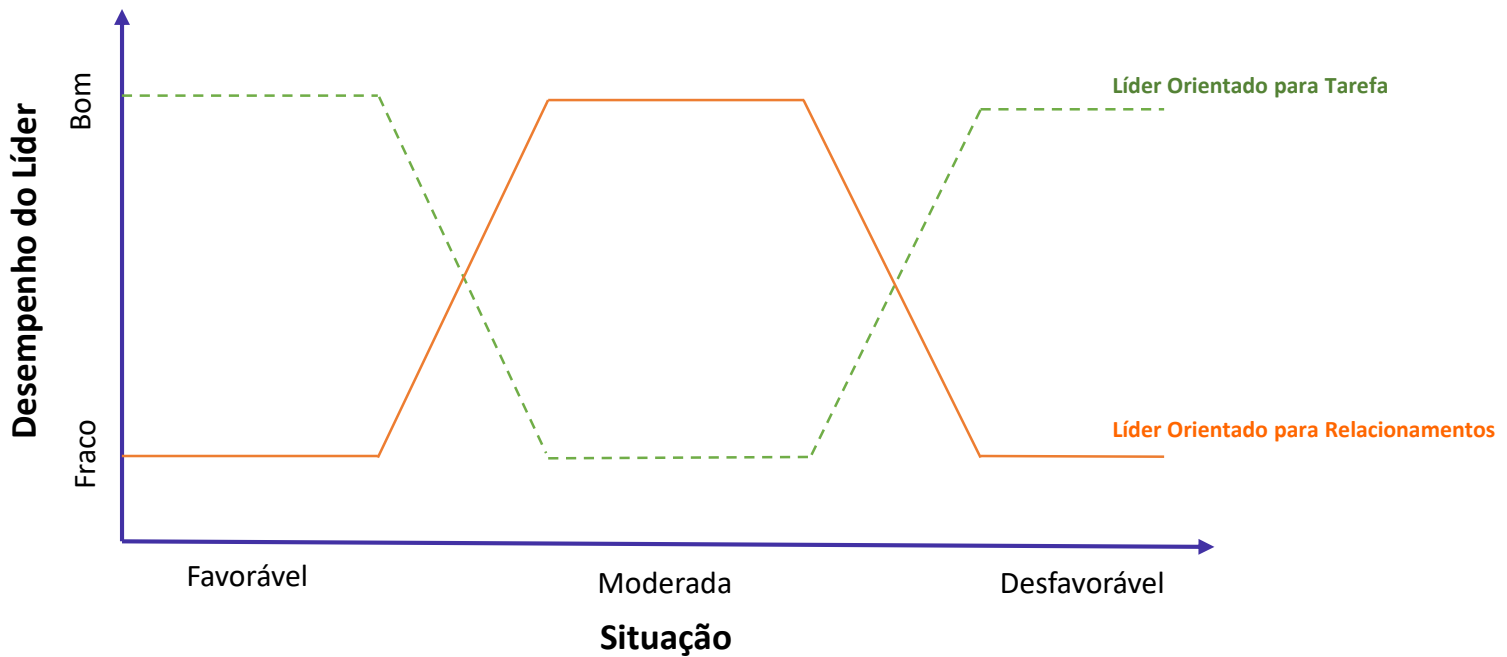 Desempenho do Líder
Bom
Fraco
Líder Orientado para Tarefa
Líder Orientado para Relacionamentos
Favorável
Moderada
Desfavorável
Situação